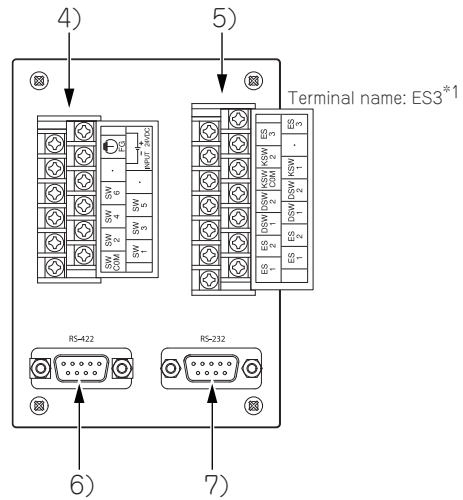 4)
5)
Terminal name: ES3*1
SW COM
SW 2
SW 4
SW 6
·
FG
SW 1
SW 3
SW 5
·
- +
INPUT 24VDC
ES 1
ES 2
DSW 1
DSW 2
KSW COM
KSW 2
ES 3
ES 1
ES 2
DSW 1
DSW 2
KSW 1
·
ES 3
RS-422
RS-232
6)
7)